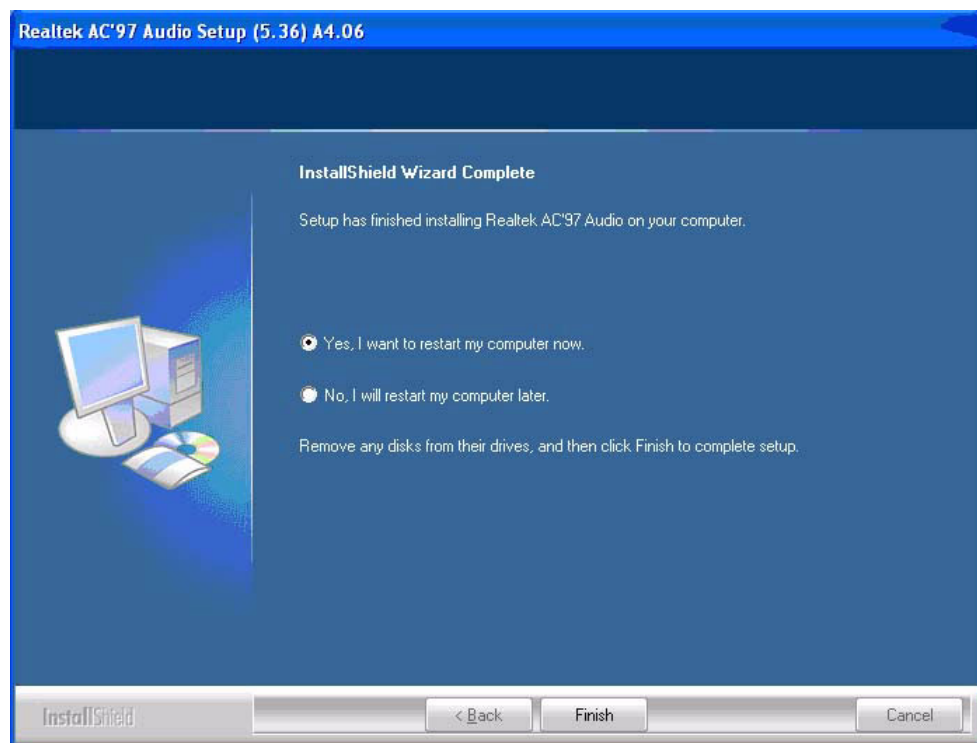 Realtek AC'97 Audio Setup (5.36) A4.06
InstallShield Wizard Complete
Setup has finished installing Realtek AC'97 Audio on your computer.
Yes, I want to restart my computer now.
No, I will restart my computer later.
Remove any disks from their drives, and then click Finish to complete setup.
InstallShield
< Back Finish Cancel